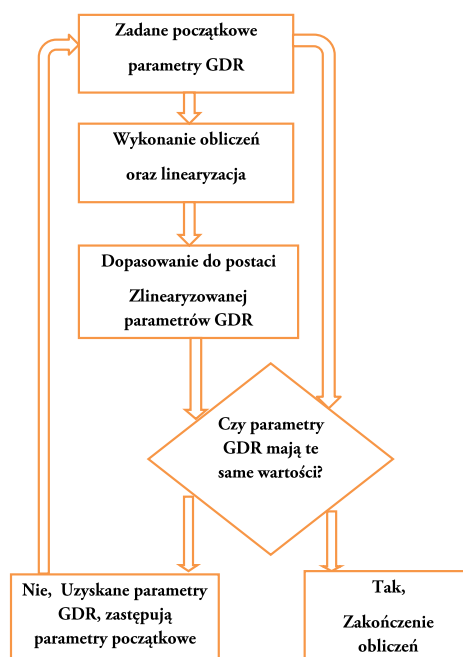 Zadane początkowe
parametry GDR
Wykonanie obliczeń
oraz linearyzacja
Dopasowanie do postaci
Zlinearyzowanej
parametrów GDR
Czy parametry
GDR mają te
same wartości?
Nie, Uzyskane parametry
GDR, zastępują
parametry początkowe
Tak,
Zakończenie
obliczeń